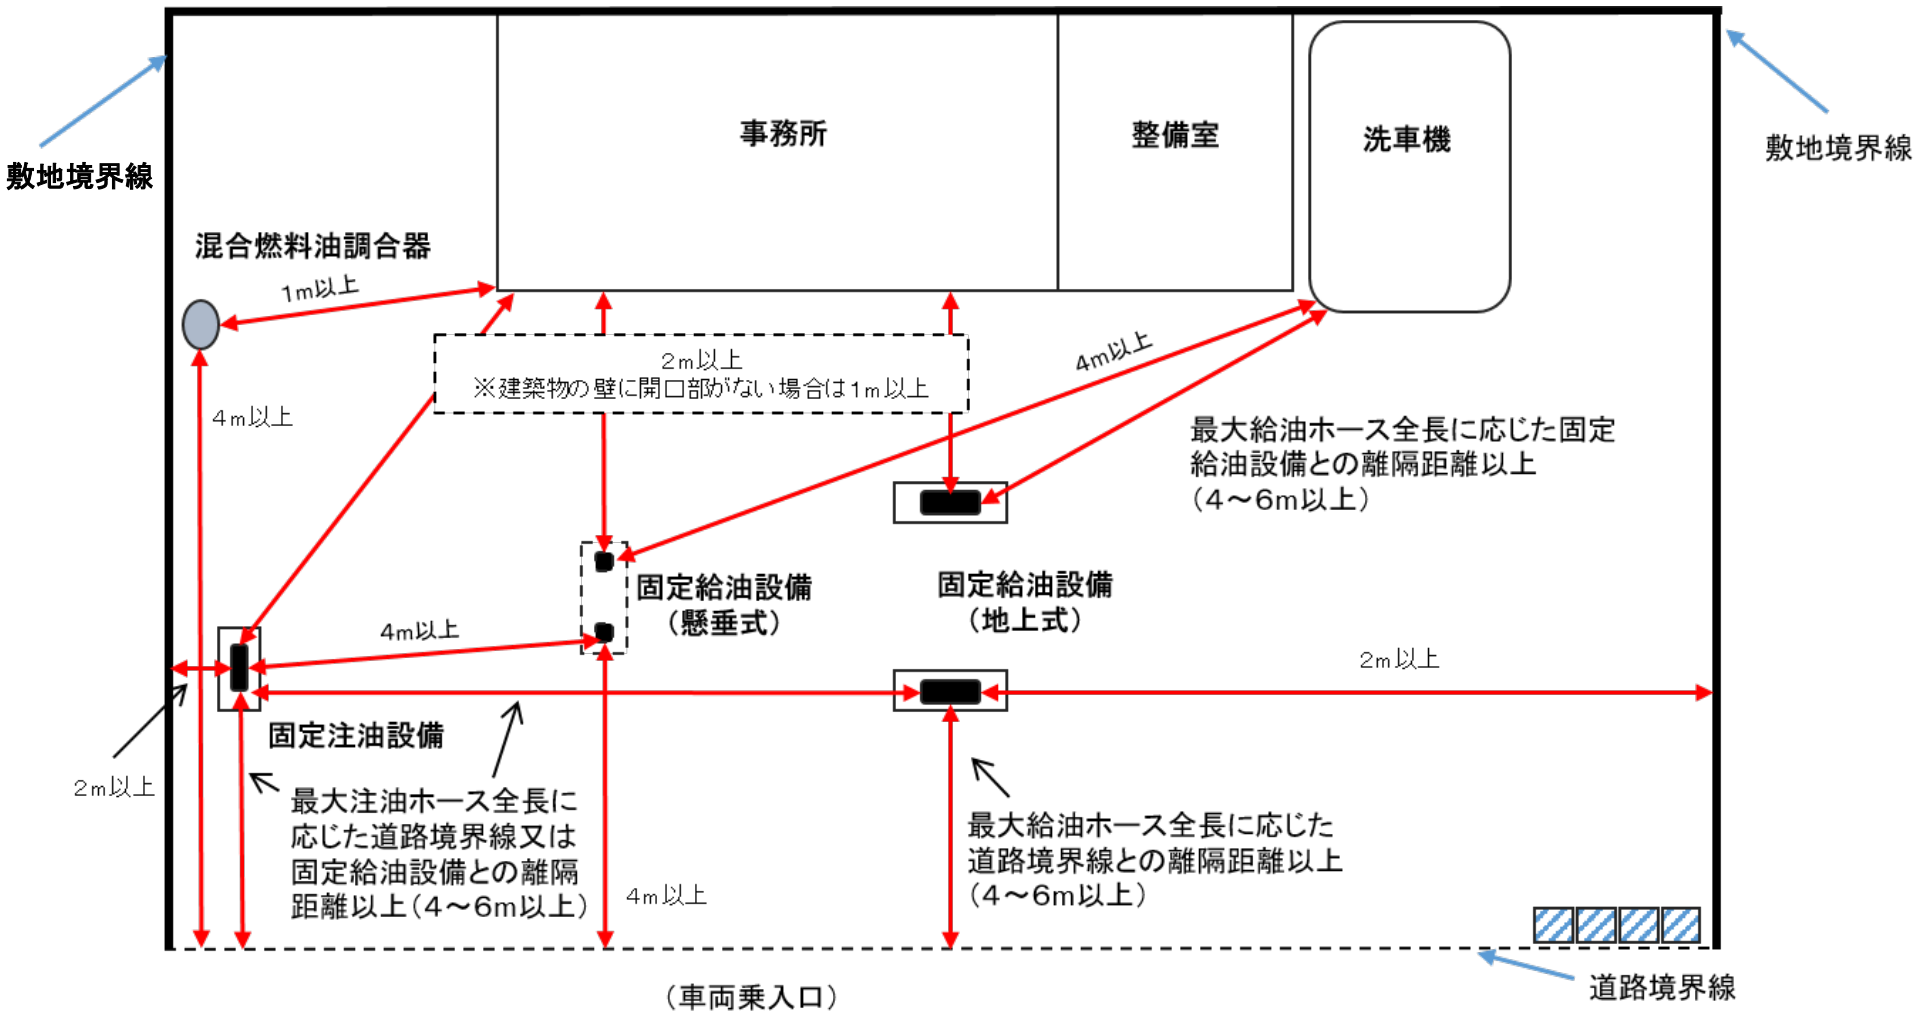 事務所
整備室
洗車機
敷地境界線
敷地境界線
混合燃料油調合器
1m以上
2m以上
※建築物の壁に開口部がない場合は1m以上
4m以上
4m以上
最大給油ホース全長に応じた固定
給油設備との離隔距離以上
(4~6m以上)
固定給油設備
(懸垂式)
固定給油設備
(地上式)
4m以上
2m以上
固定注油設備
2m以上
最大注油ホース全長に
応じた道路境界線又は
固定給油設備との離隔
距離以上(4~6m以上)
4m以上
最大給油ホース全長に応じた
道路境界線との離隔距離以上
(4~6m以上)
道路境界線
(車両乗入口)